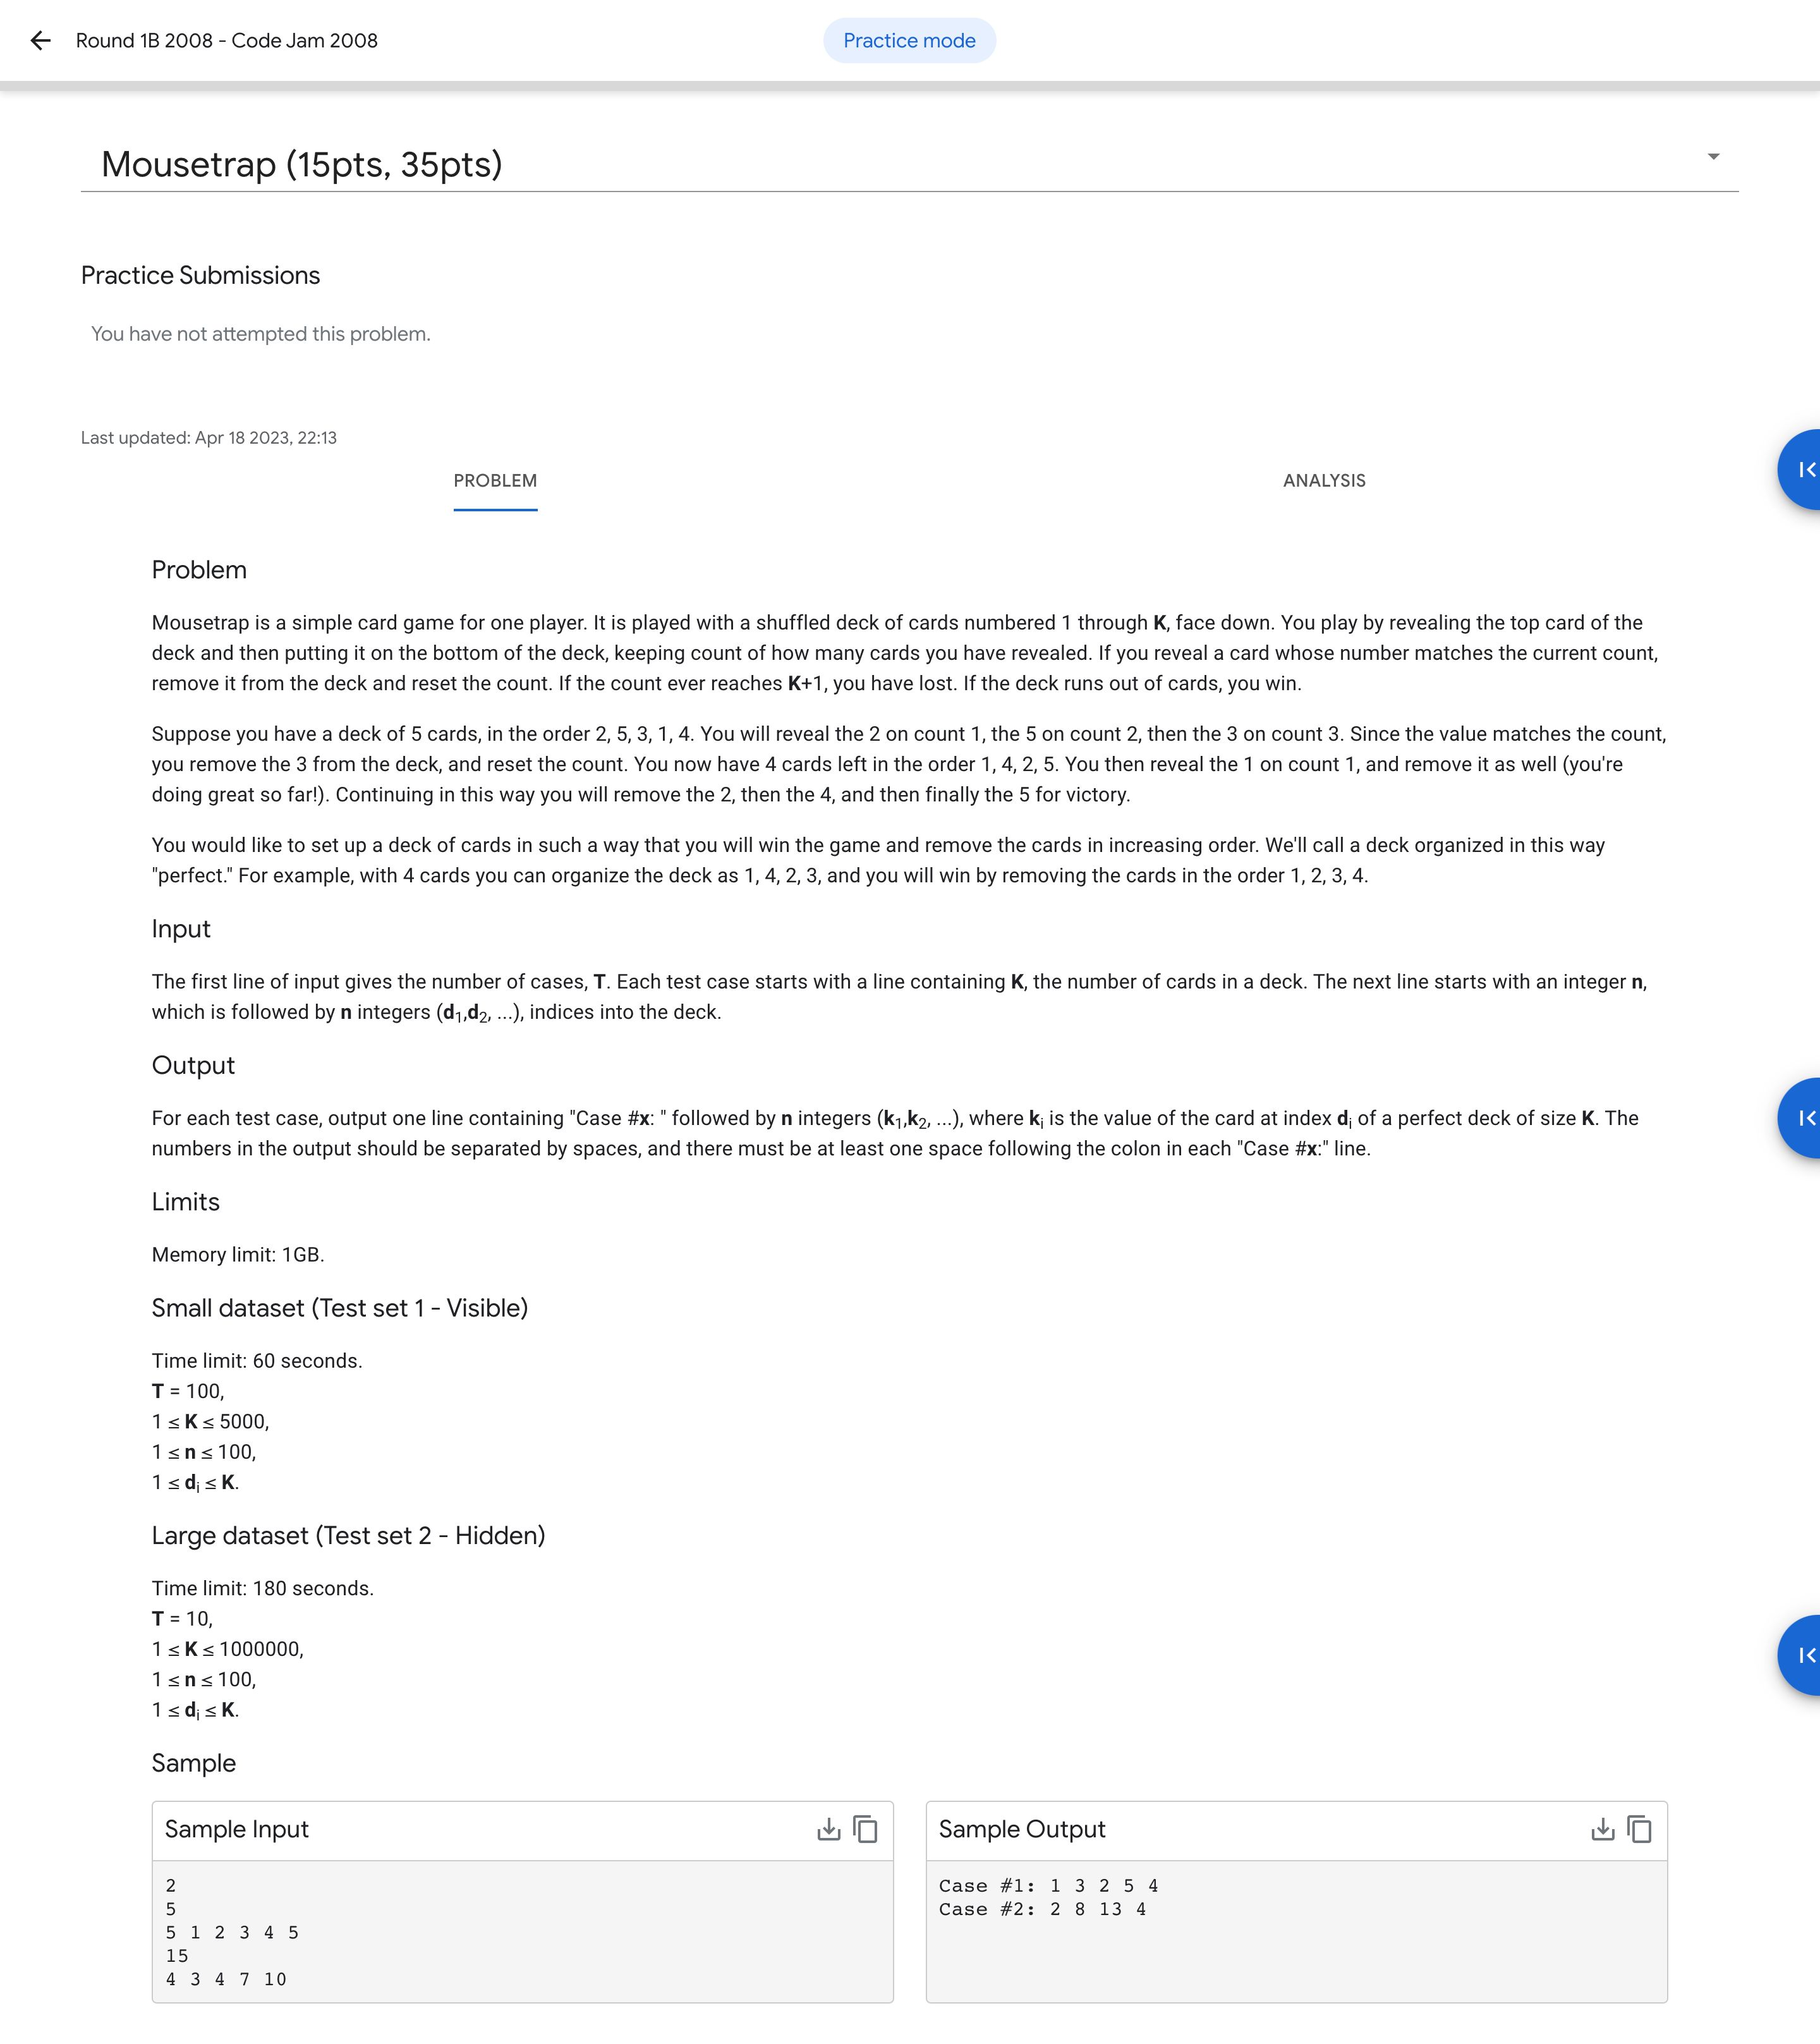 Round 1B 2008 - Code Jam 2008
Practice mode
Mousetrap (15pts, 35pts)
Practice Submissions
You have not attempted this problem.
Last updated: Apr 18 2023, 22:13
PROBLEM
ANALYSIS
Problem
Mousetrap is a simple card game for one player. It is played with a shuffled deck of cards numbered 1 through K, face down. You play by revealing the top card of the
deck and then putting it on the bottom of the deck, keeping count of how many cards you have revealed. If you reveal a card whose number matches the current count,
remove it from the deck and reset the count. If the count ever reaches K+1, you have lost. If the deck runs out of cards, you win.
Suppose you have a deck of 5 cards, in the order 2, 5, 3, 1, 4. You will reveal the 2 on count 1, the 5 on count 2, then the 3 on count 3. Since the value matches the count,
you remove the 3 from the deck, and reset the count. You now have 4 cards left in the order 1, 4, 2, 5. You then reveal the 1 on count 1, and remove it as well (you're
doing great so far!). Continuing in this way you will remove the 2, then the 4, and then finally the 5 for victory.
You would like to set up a deck of cards in such a way that you will win the game and remove the cards in increasing order. We'll call a deck organized in this way
"perfect." For example, with 4 cards you can organize the deck as 1, 4, 2, 3, and you will win by removing the cards in the order 1, 2, 3, 4.
Input
The first line of input gives the number of cases, T. Each test case starts with a line containing K, the number of cards in a deck. The next line starts with an integer n,
which is followed by n integers (d1,d2, ...), indices into the deck.
Output
For each test case, output one line containing "Case #x: " followed by n integers (k1,k2, ...), where ki is the value of the card at index di of a perfect deck of size K. The
numbers in the output should be separated by spaces, and there must be at least one space following the colon in each "Case #x:" line.
Limits
Memory limit: 1GB.
Small dataset (Test set 1 - Visible)
Time limit: 60 seconds.
T = 100,
1 ≤ K ≤ 5000,
1 ≤ n ≤ 100,
1 ≤ di ≤ K.
Large dataset (Test set 2 - Hidden)
Time limit: 180 seconds.
T = 10,
1 ≤ K ≤ 1000000,
1 ≤ n ≤ 100,
1 ≤ di ≤ K.
Sample
Sample Input
2
5
5 1 2 3 4 5
15
4 3 4 7 10
Sample Output
Case #1: 1 3 2 5 4
Case #2: 2 8 13 4